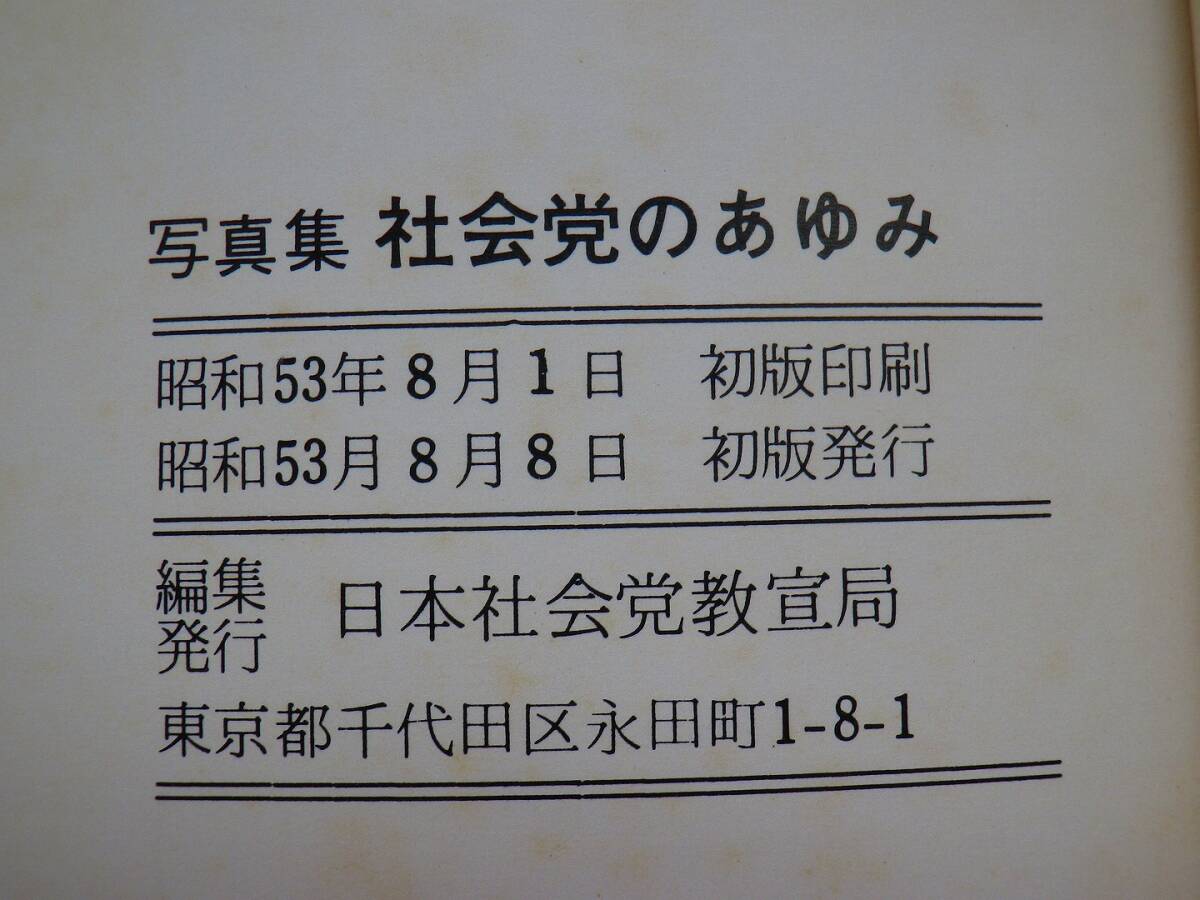 写真集 社会党のあゆみ
昭和53年8月1日 初版印刷
昭和53月8月8日 初版発行
編集
発行
日本社会党教宣局
東京都千代田区永田町1-8-1